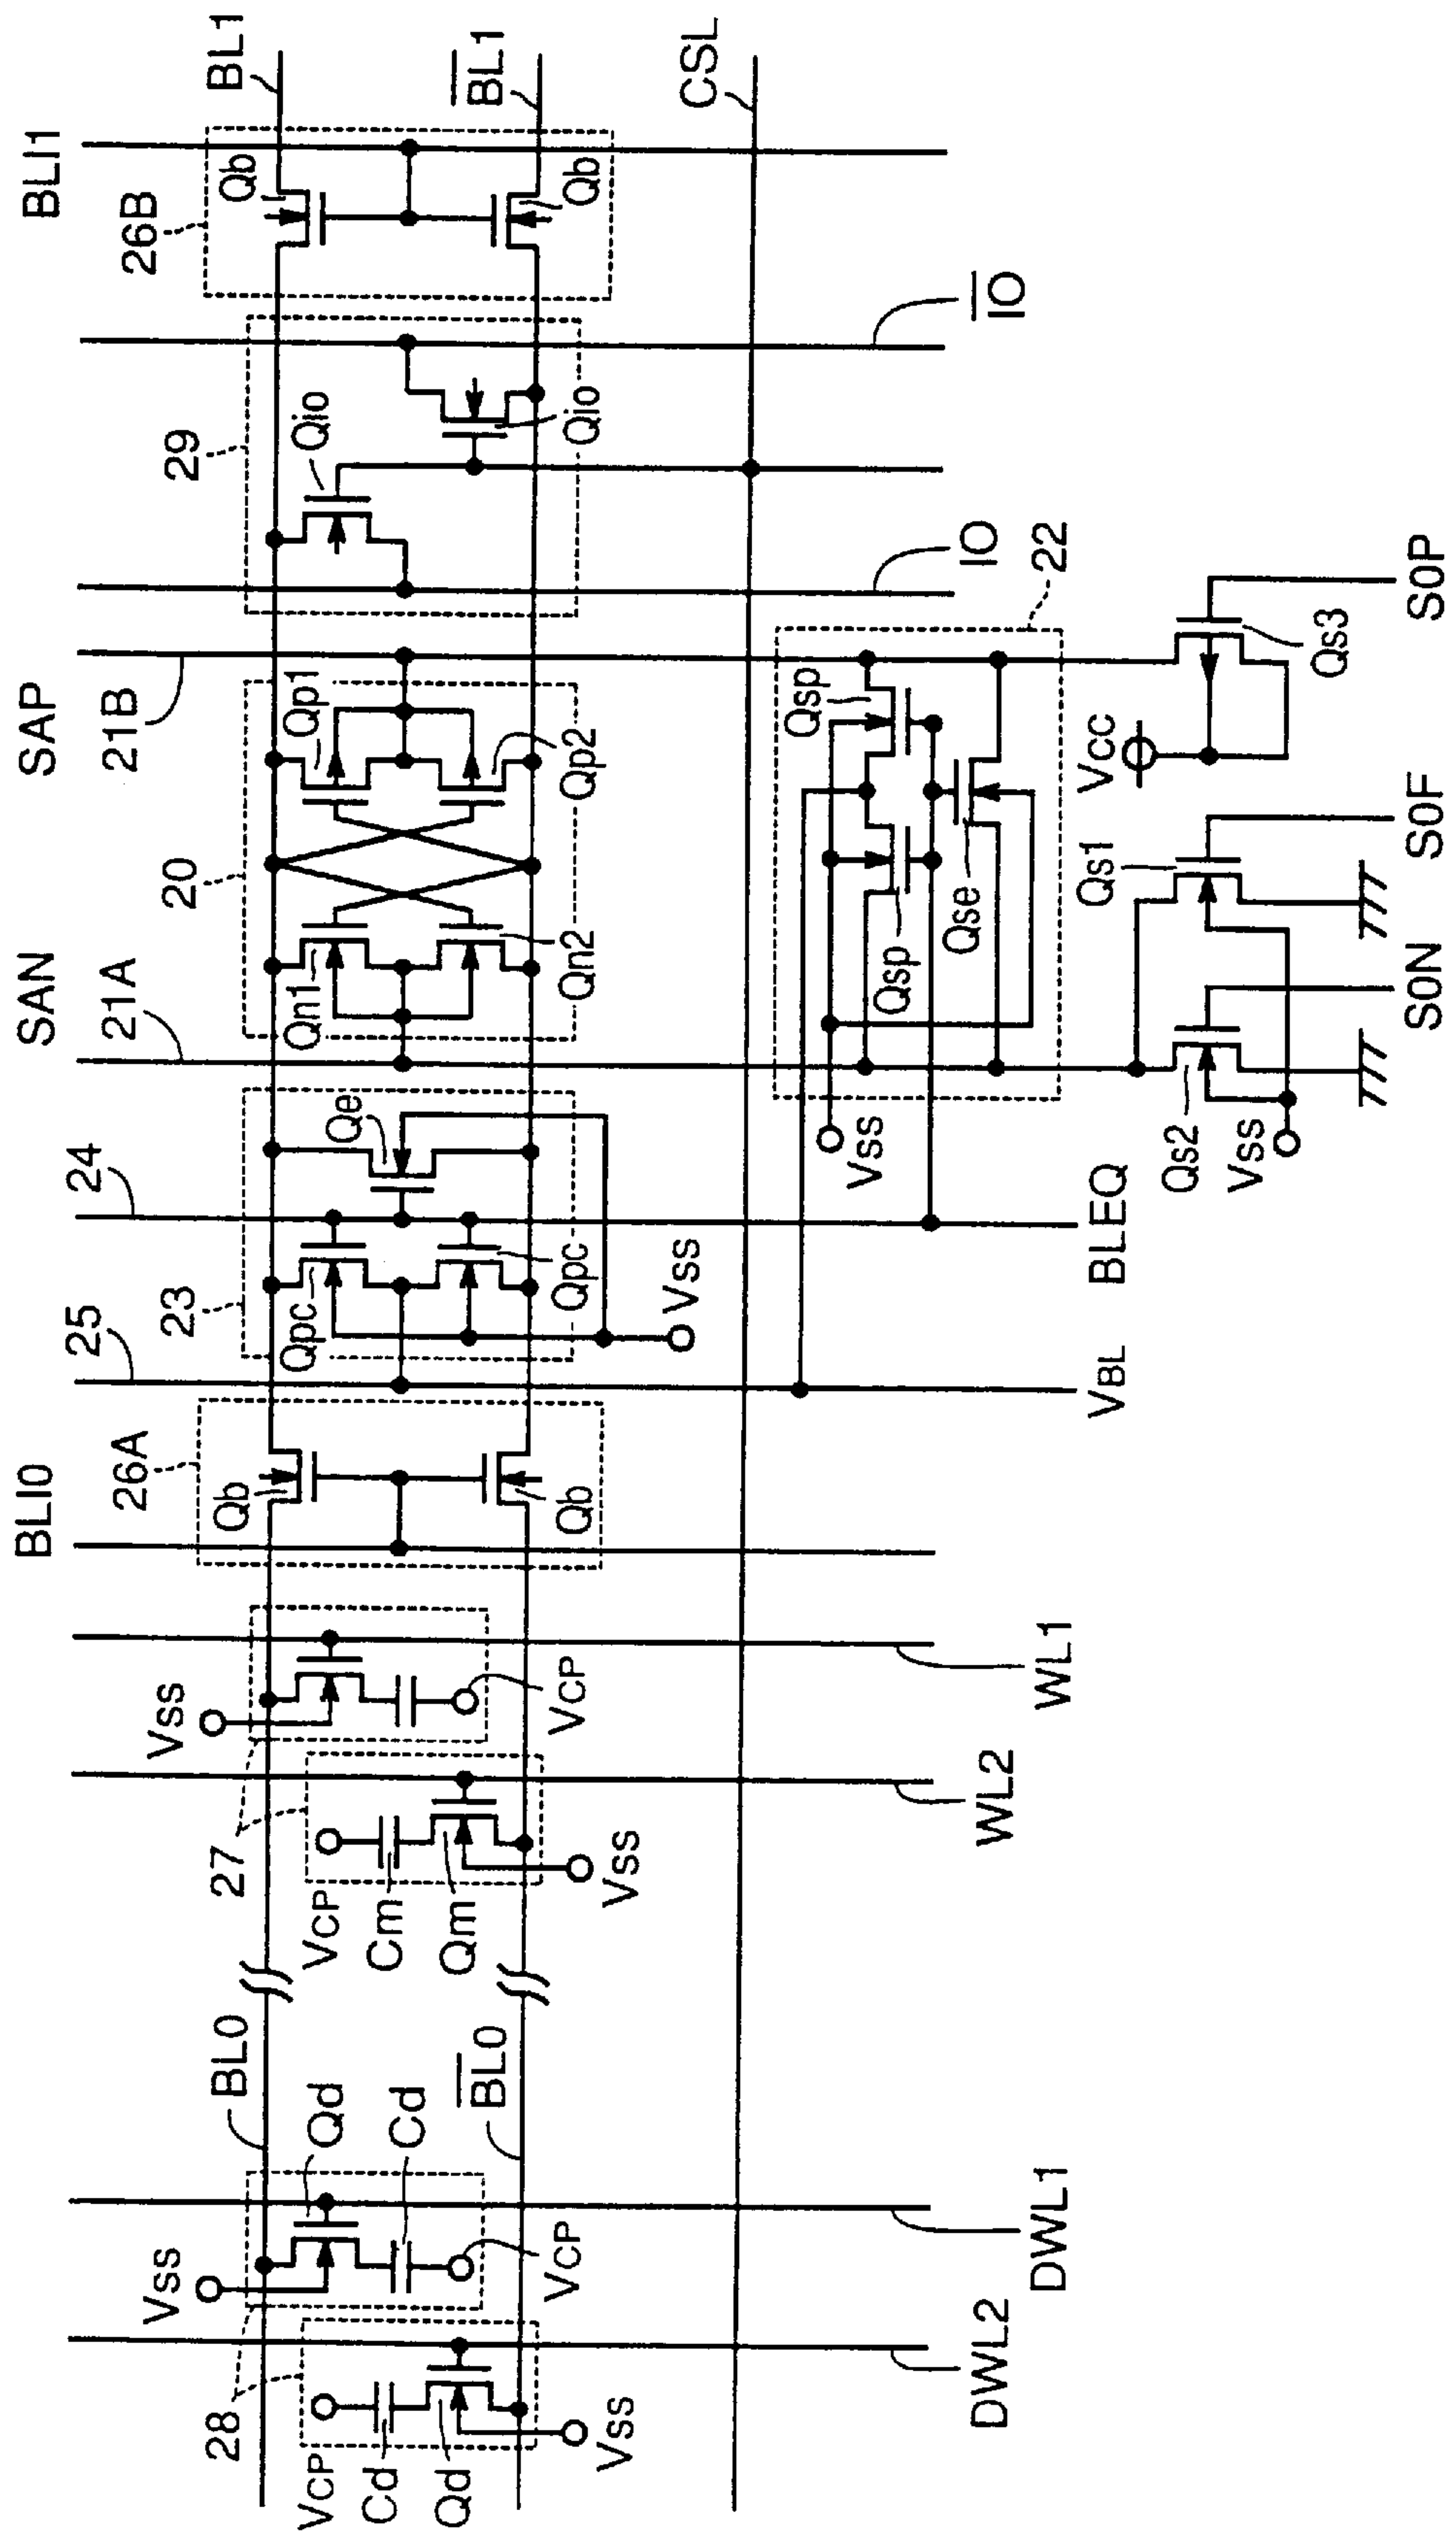 BLI0
SAN
SAP
BLI1
25
24
21A
21B
26A
26B
Vss
Vss
23
20
29
28
BL0
27
Qb
BL1
Qpc
Qe
Qn1
Qp1
Qio
Qb
VCP
Qd
VCP
Cd
Cd
Cm
Qd
BL0
Qm
Qb
Qpc
Qn2
Qp2
Qio
Qb
BL1
Vss
VCP
Vss
VCP
Vss
CSL
Qsp
Vss
Qsp
Qse
IO
IO
DWL2
DWL1
WL2
WL1
22
VBL
BLEQ
Qs1
Vcc
Qs2
Vss
Qs3
S0N
S0F
S0P